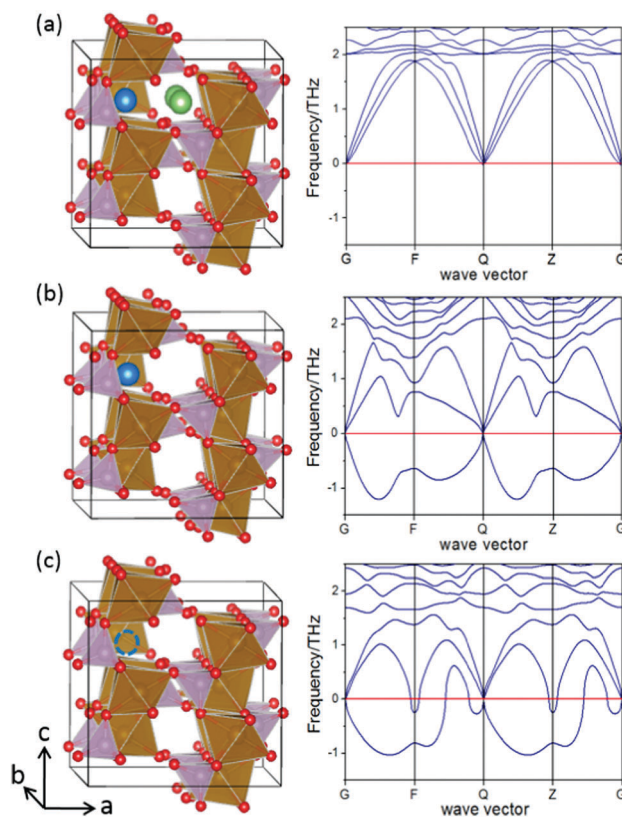 (a)
Frequency/THz
2
1
0
-1
G F Q Z G
wave vector
(b)
Frequency/THz
2
1
0
-1
G F Q Z G
wave vector
(c)
Frequency/THz
2
1
0
-1
G F Q Z G
wave vector
c
b
a